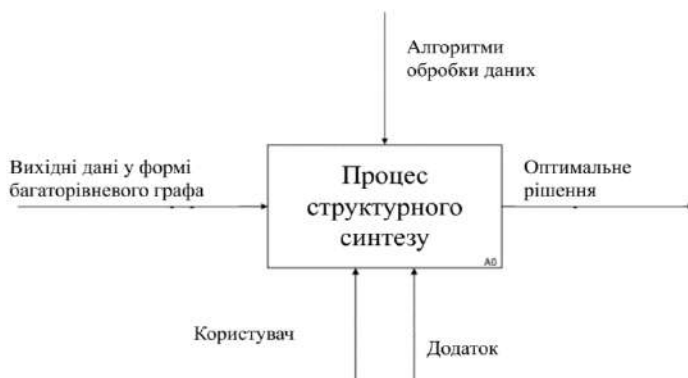 Алгоритми
обробки даних
Вихідні дані у формі
багаторівневого графа
Процес
структурного
синтезу
A0
Оптимальне
рішення
Користувач
Додаток